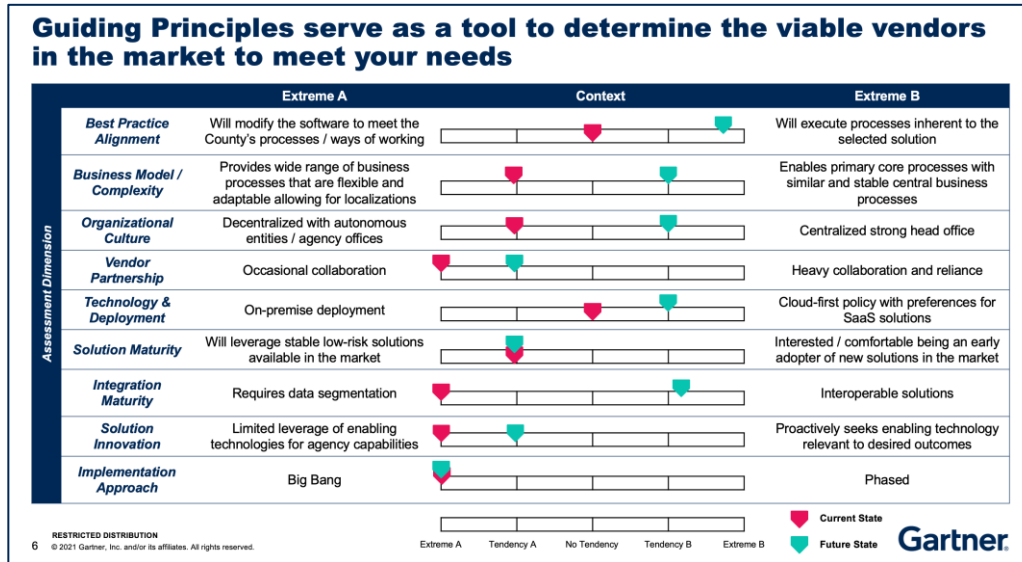 Guiding Principles serve as a tool to determine the viable vendors
in the market to meet your needs
Extreme A
Context
Extreme B
Assessment Dimension
Best Practice
Alignment
Will modify the software to meet the
County's processes / ways of working
Will execute processes inherent to the
selected solution
Business Model /
Complexity
Provides wide range of business
processes that are flexible and
adaptable allowing for localizations
Enables primary core processes with
similar and stable central business
processes
Organizational
Culture
Decentralized with autonomous
entities / agency offices
Centralized strong head office
Vendor
Partnership
Occasional collaboration
Heavy collaboration and reliance
Technology &
Deployment
On-premise deployment
Cloud-first policy with preferences for
SaaS solutions
Solution Maturity
Will leverage stable low-risk solutions
available in the market
Interested / comfortable being an early
adopter of new solutions in the market
Integration
Maturity
Requires data segmentation
Interoperable solutions
Solution
Innovation
Limited leverage of enabling
technologies for agency capabilities
Proactively seeks enabling technology
relevant to desired outcomes
Implementation
Approach
Big Bang
Phased
Extreme A
Tendency A
No Tendency
Tendency B
Extreme B
Current State
Future State
RESTRICTED DISTRIBUTION
6 © 2021 Gartner, Inc. and/or its affiliates. All rights reserved.
Gartner